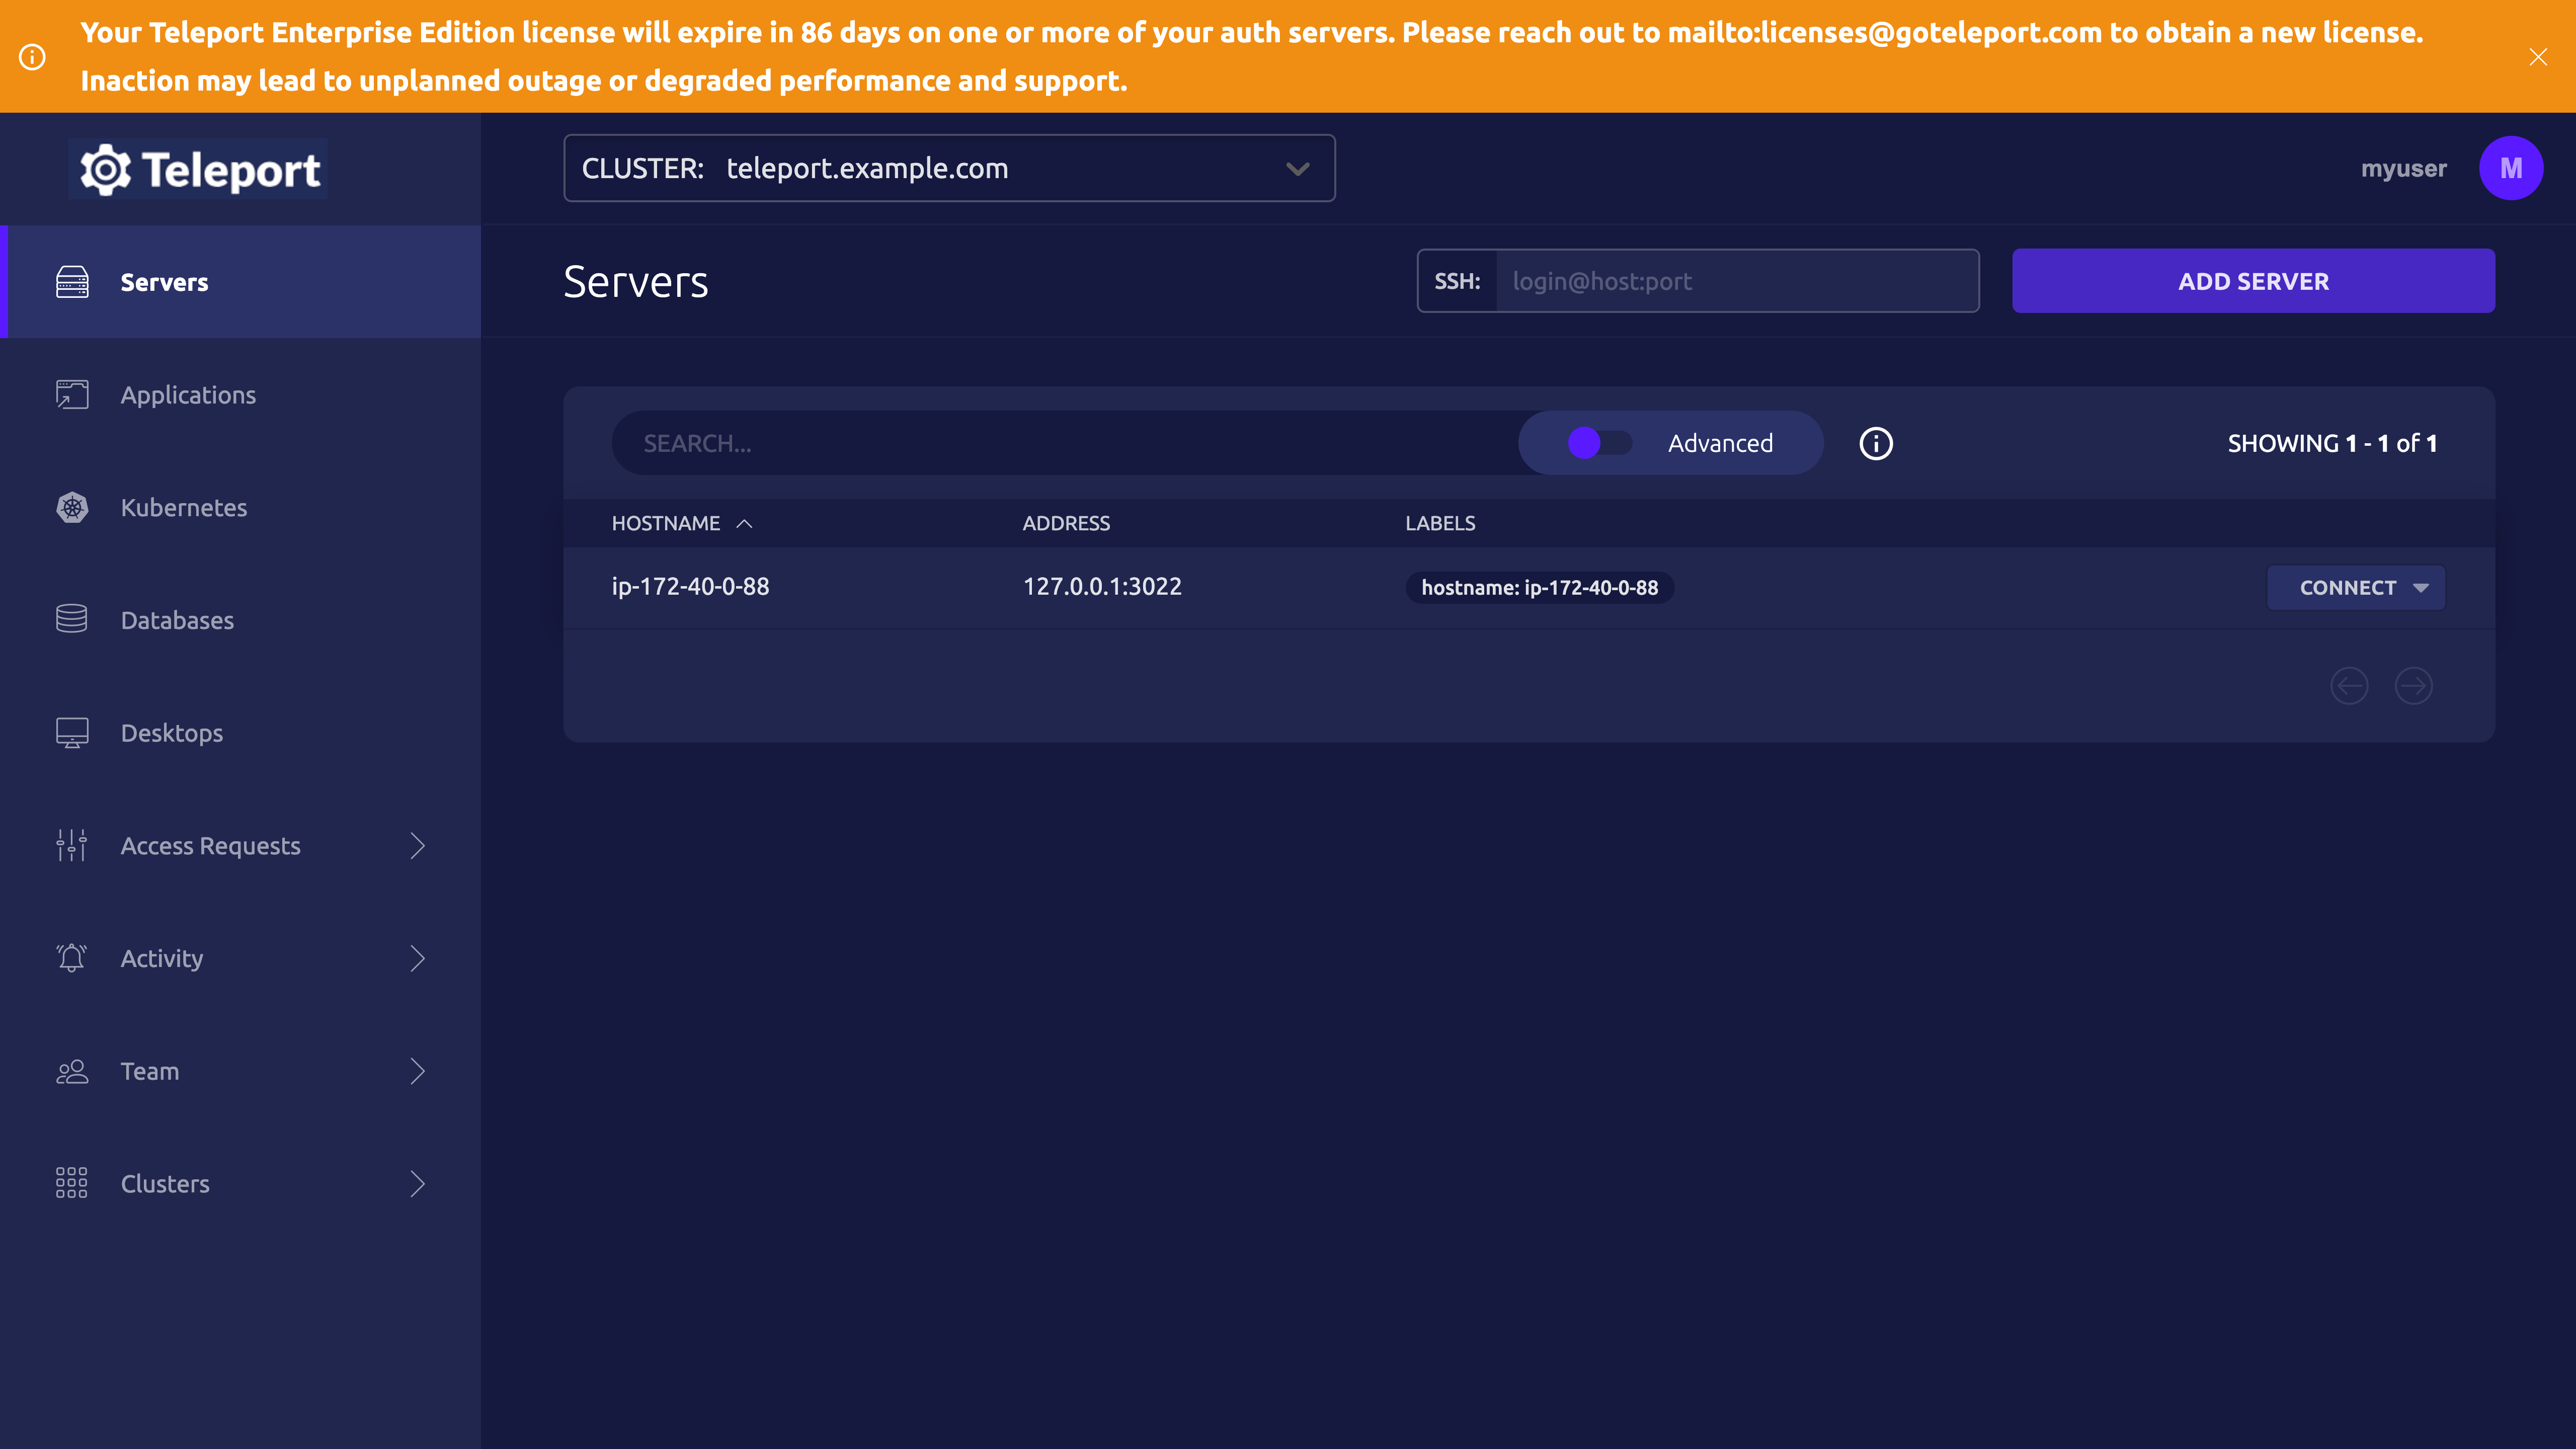 Your Teleport Enterprise Edition license will expire in 86 days on one or more of your auth servers. Please reach out to mailto:licenses@goteleport.com to obtain a new license.
Inaction may lead to unplanned outage or degraded performance and support.
Teleport
CLUSTER: teleport.example.com
myuser
M
Servers
Applications
Kubernetes
Databases
Desktops
Access Requests
Activity
Team
Clusters
Servers
SSH: login@host:port
ADD SERVER
SEARCH...
Advanced
SHOWING 1 - 1 of 1
HOSTNAME ADDRESS LABELS
ip-172-40-0-88 127.0.0.1:3022 hostname: ip-172-40-0-88 CONNECT